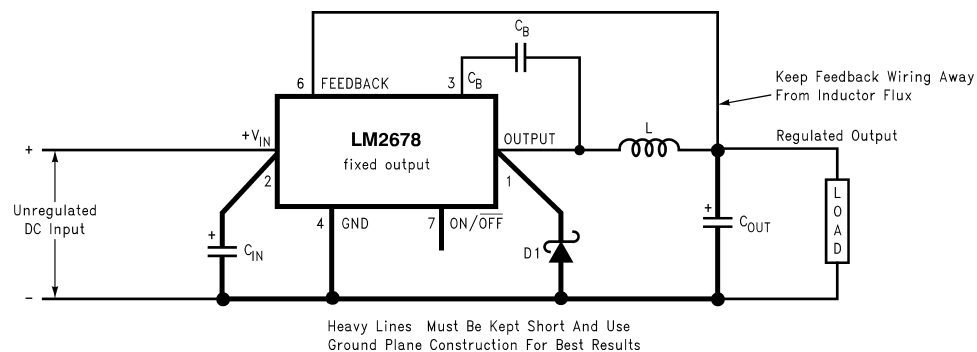 C_B
6 FEEDBACK 3 C_B
Keep Feedback Wiring Away
From Inductor Flux
+V_IN LM2678 OUTPUT L Regulated Output
fixed output
+
2 1
Unregulated
DC Input
4 GND 7 ON/O̅F̅F̅
+ C_IN
D1
+ C_OUT
LOAD
−
Heavy Lines Must Be Kept Short And Use
Ground Plane Construction For Best Results